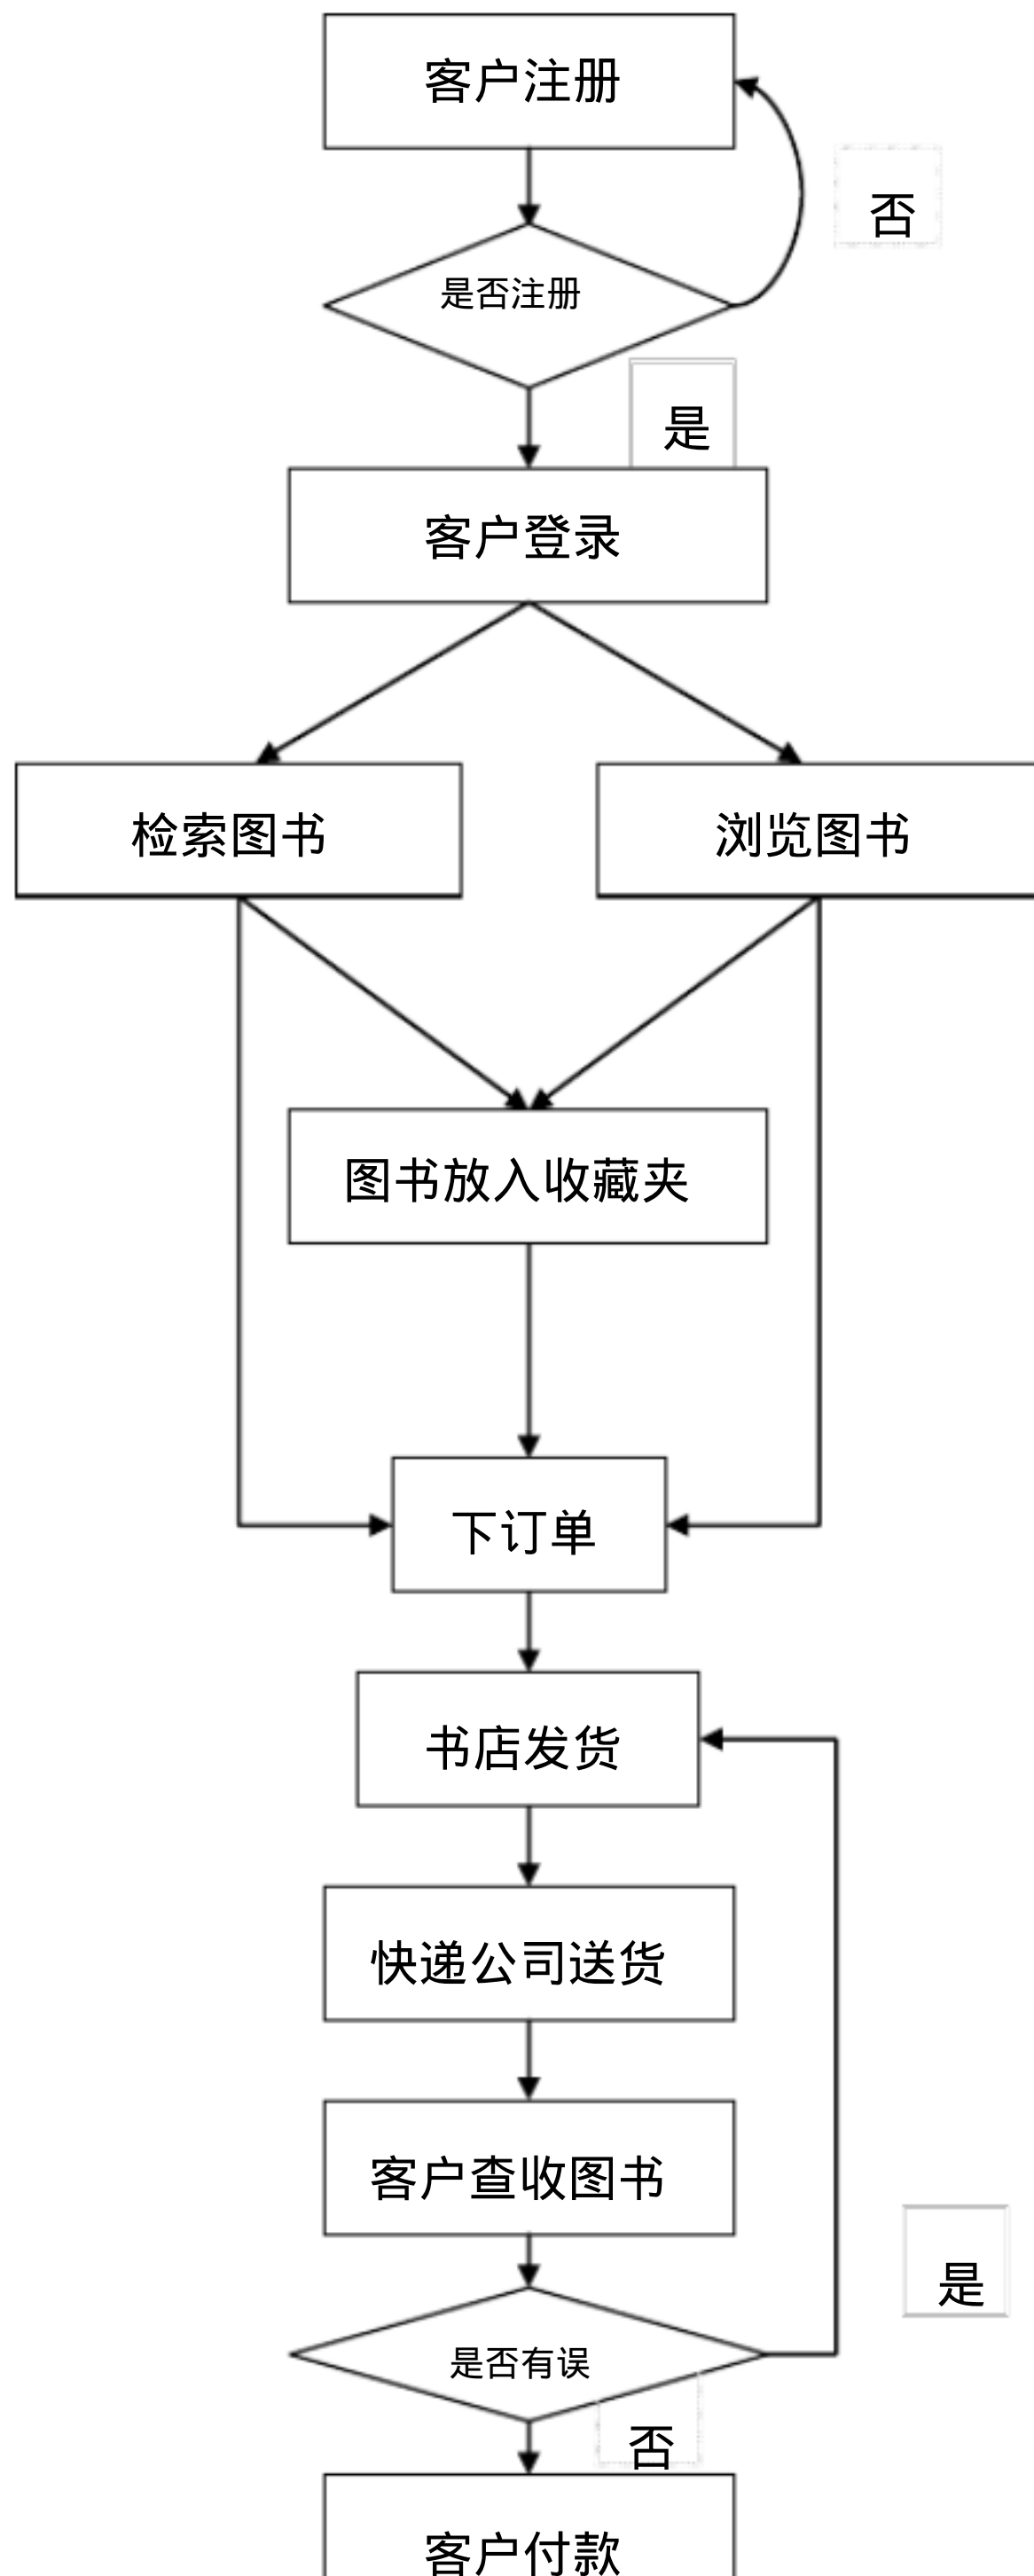 客户注册
否
是否注册
是
客户登录
检索图书
浏览图书
图书放入收藏夹
下订单
书店发货
快递公司送货
客户查收图书
是
是否有误
否
客户付款